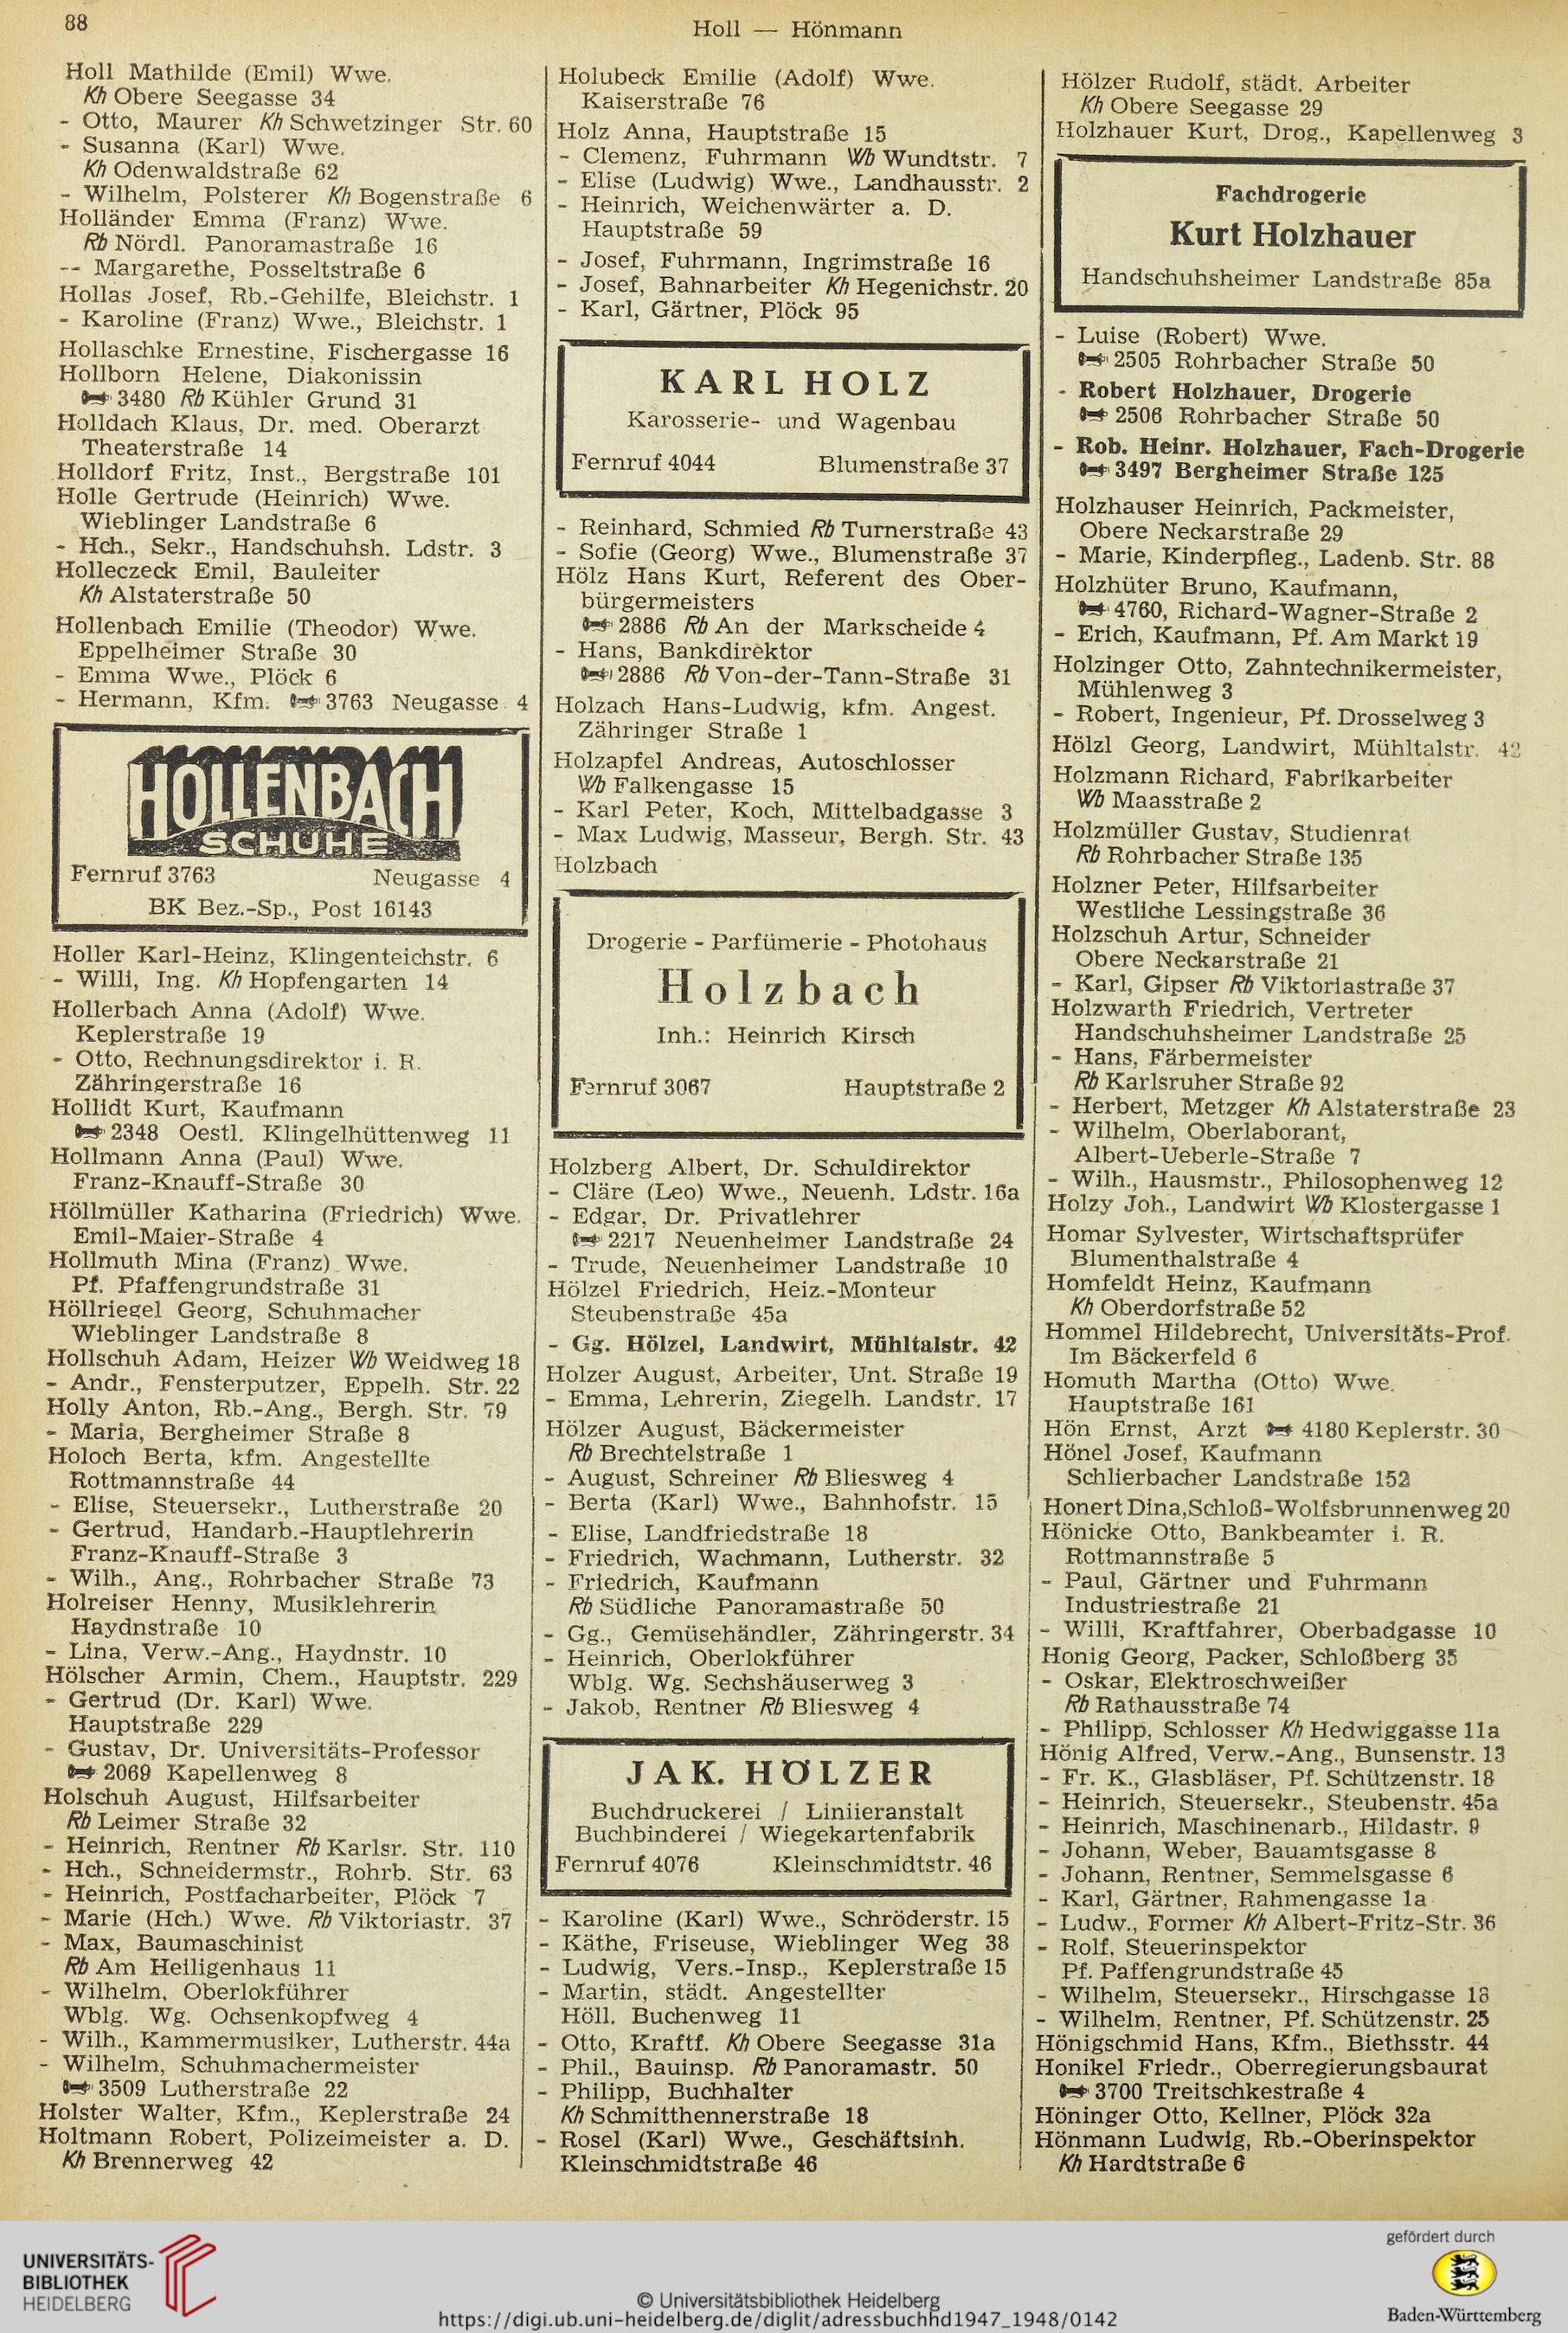 88
Holl — Hönmann
Holl Mathilde (Emil) Wwe.
Kh Obere Seegasse 34
- Otto, Maurer Kh Schwetzinger Str. 60
- Susanna (Karl) Wwe.
Kh Odenwaldstraße 62
- Wilhelm, Polsterer Kh Bogenstraße 6
Holländer Emma (Franz) Wwe.
Rb Nördl. Panoramastraße 16
-- Margarethe, Posseltstraße 6
Hollas Josef, Rb.-Gehilfe, Bleichstr. 1
- Karoline (Franz) Wwe., Bleichstr. 1
Hollaschke Ernestine, Fischergasse 16
Hollborn Helene, Diakonissin
3480 Rb Kühler Grund 31
Holldach Klaus, Dr. med. Oberarzt
Theaterstraße 14
Holldorf Fritz, Inst., Bergstraße 101
Holle Gertrude (Heinrich) Wwe.
Wieblinger Landstraße 6
- Hch., Sekr., Handschuhsh. Ldstr. 3
Holleczeck Emil, Bauleiter
Kh Alstaterstraße 50
Hollenbach Emilie (Theodor) Wwe.
Eppelheimer Straße 30
- Emma Wwe., Plöck 6
- Hermann, Kfm. 3763 Neugasse 4
HOLLENBACH
SCHUHE
Fernruf 3763 Neugasse 4
BK Bez.-Sp., Post 16143
Holler Karl-Heinz, Klingenteichstr. 6
- Willi, Ing. Kh Hopfengarten 14
Hollerbach Anna (Adolf) Wwe.
Keplerstraße 19
- Otto, Rechnungsdirektor i. R.
Zähringerstraße 16
Hollidt Kurt, Kaufmann
2348 Oestl. Klingelhüttenweg 11
Hollmann Anna (Paul) Wwe.
Franz-Knauff-Straße 30
Höllmüller Katharina (Friedrich) Wwe.
Emil-Maier-Straße 4
Hollmuth Mina (Franz) Wwe.
Pf. Pfaffengrundstraße 31
Höllriegel Georg, Schuhmacher
Wieblinger Landstraße 8
Hollschuh Adam, Heizer Wb Weidweg 18
- Andr., Fensterputzer, Eppelh. Str. 22
Holly Anton, Rb.-Ang., Bergh. Str. 79
- Maria, Bergheimer Straße 8
Holoch Berta, kfm. Angestellte
Rottmannstraße 44
- Elise, Steuersekr., Lutherstraße 20
- Gertrud, Handarb.-Hauptlehrerin
Franz-Knauff-Straße 3
- Wilh., Ang., Rohrbacher Straße 73
Holreiser Henny, Musiklehrerin
Haydnstraße 10
- Lina, Verw.-Ang., Haydnstr. 10
Hölscher Armin, Chem., Hauptstr. 229
- Gertrud (Dr. Karl) Wwe.
Hauptstraße 229
- Gustav, Dr. Universitäts-Professor
2069 Kapellenweg 8
Holschuh August, Hilfsarbeiter
Rb Leimer Straße 32
- Heinrich, Rentner Rb Karlsr. Str. 110
- Hch., Schneidermstr., Rohrb. Str. 63
- Heinrich, Postfacharbeiter, Plöck 7
- Marie (Hch.) Wwe. Rb Viktoriastr. 37
- Max, Baumaschinist
Rb Am Heiligenhaus 11
- Wilhelm, Oberlokführer
Wblg. Wg. Ochsenkopfweg 4
- Wilh., Kammermusiker, Lutherstr. 44a
- Wilhelm, Schuhmachermeister
3509 Lutherstraße 22
Holster Walter, Kfm., Keplerstraße 24
Holtmann Robert, Polizeimeister a. D.
Kh Brennerweg 42
Holubeck Emilie (Adolf) Wwe.
Kaiserstraße 76
Holz Anna, Hauptstraße 15
- Clemenz, Fuhrmann Wb Wundtstr. 7
- Elise (Ludwig) Wwe., Landhausstr. 2
- Heinrich, Weichenwärter a. D.
Hauptstraße 59
- Josef, Fuhrmann, Ingrimstraße 16
- Josef, Bahnarbeiter Kh Hegenichstr. 20
- Karl, Gärtner, Plöck 95
KARL HOLZ
Karosserie- und Wagenbau
Fernruf 4044 Blumenstraße 37
- Reinhard, Schmied Rb Turnerstraße 43
- Sofie (Georg) Wwe., Blumenstraße 37
Hölz Hans Kurt, Referent des Ober-
bürgermeisters
2886 Rb An der Markscheide 4
- Hans, Bankdirektor
2886 Rb Von-der-Tann-Straße 31
Holzach Hans-Ludwig, kfm. Angest.
Zähringer Straße 1
Holzapfel Andreas, Autoschlosser
Wb Falkengasse 15
- Karl Peter, Koch, Mittelbadgasse 3
- Max Ludwig, Masseur, Bergh. Str. 43
Holzbach
Drogerie - Parfümerie - Photohaus
Holzbach
Inh.: Heinrich Kirsch
Fernruf 3067 Hauptstraße 2
Holzberg Albert, Dr. Schuldirektor
- Cläre (Leo) Wwe., Neuenh. Ldstr. 16a
- Edgar, Dr. Privatlehrer
2217 Neuenheimer Landstraße 24
- Trude, Neuenheimer Landstraße 10
Hölzel Friedrich, Heiz.-Monteur
Steubenstraße 45a
- Gg. Hölzel, Landwirt, Mühltalstr. 42
Holzer August, Arbeiter, Unt. Straße 19
- Emma, Lehrerin, Ziegelh. Landstr. 17
Hölzer August, Bäckermeister
Rb Brechtelstraße 1
- August, Schreiner Rb Bliesweg 4
- Berta (Karl) Wwe., Bahnhofstr. 15
- Elise, Landfriedstraße 18
- Friedrich, Wachmann, Lutherstr. 32
- Friedrich, Kaufmann
Rb Südliche Panoramastraße 50
- Gg., Gemüsehändler, Zähringerstr. 34
- Heinrich, Oberlokführer
Wblg. Wg. Sechshäuserweg 3
- Jakob, Rentner Rb Bliesweg 4
JAK. HÖLZER
Buchdruckerei / Liniieranstalt
Buchbinderei / Wiegekartenfabrik
Fernruf 4076 Kleinschmidtstr. 46
- Karoline (Karl) Wwe., Schröderstr. 15
- Käthe, Friseuse, Wieblinger Weg 38
- Ludwig, Vers.-Insp., Keplerstraße 15
- Martin, städt. Angestellter
Höll. Buchenweg 11
- Otto, Kraftf. Kh Obere Seegasse 31a
- Phil., Bauinsp. Rb Panoramastr. 50
- Philipp, Buchhalter
Kh Schmitthennerstraße 18
- Rosel (Karl) Wwe., Geschäftsinh.
Kleinschmidtstraße 46
Hölzer Rudolf, städt. Arbeiter
Kh Obere Seegasse 29
Holzhauer Kurt, Drog., Kapellenweg 3
Fachdrogerie
Kurt Holzhauer
Handschuhsheimer Landstraße 85a
- Luise (Robert) Wwe.
2505 Rohrbacher Straße 50
- Robert Holzhauer, Drogerie
2506 Rohrbacher Straße 50
- Rob. Heinr. Holzhauer, Fach-Drogerie
3497 Bergheimer Straße 125
Holzhauser Heinrich, Packmeister,
Obere Neckarstraße 29
- Marie, Kinderpfleg., Ladenb. Str. 88
Holzhüter Bruno, Kaufmann,
4760, Richard-Wagner-Straße 2
- Erich, Kaufmann, Pf. Am Markt 19
Holzinger Otto, Zahntechnikermeister,
Mühlenweg 3
- Robert, Ingenieur, Pf. Drosselweg 3
Hölzl Georg, Landwirt, Mühltalstr. 42
Holzmann Richard, Fabrikarbeiter
Wb Maasstraße 2
Holzmüller Gustav, Studienrat
Rb Rohrbacher Straße 135
Holzner Peter, Hilfsarbeiter
Westliche Lessingstraße 36
Holzschuh Artur, Schneider
Obere Neckarstraße 21
- Karl, Gipser Rb Viktoriastraße 37
Holzwarth Friedrich, Vertreter
Handschuhsheimer Landstraße 25
- Hans, Färbermeister
Rb Karlsruher Straße 92
- Herbert, Metzger Kh Alstaterstraße 23
- Wilhelm, Oberlaborant,
Albert-Ueberle-Straße 7
- Wilh., Hausmstr., Philosophenweg 12
Holzy Joh., Landwirt Wb Klostergasse 1
Homar Sylvester, Wirtschaftsprüfer
Blumenthalstraße 4
Homfeldt Heinz, Kaufmann
Kh Oberdorfstraße 52
Hommel Hildebrecht, Universitäts-Prof.
Im Bäckerfeld 6
Homuth Martha (Otto) Wwe.
Hauptstraße 161
Hön Ernst, Arzt 4180 Keplerstr. 30
Hönel Josef, Kaufmann
Schlierbacher Landstraße 152
Honert Dina, Schloß-Wolfsbrunnenweg 20
Hönicke Otto, Bankbeamter i. R.
Rottmannstraße 5
- Paul, Gärtner und Fuhrmann
Industriestraße 21
- Willi, Kraftfahrer, Oberbadgasse 10
Honig Georg, Packer, Schloßberg 35
- Oskar, Elektroschweißer
Rb Rathausstraße 74
- Philipp, Schlosser Kh Hedwiggasse 11a
Hönig Alfred, Verw.-Ang., Bunsenstr. 13
- Fr. K., Glasbläser, Pf. Schützenstr. 18
- Heinrich, Steuersekr., Steubenstr. 45a
- Heinrich, Maschinenarb., Hildastr. 9
- Johann, Weber, Bauamtsgasse 8
- Johann, Rentner, Semmelsgasse 6
- Karl, Gärtner, Rahmengasse 1a
- Ludw., Former Kh Albert-Fritz-Str. 36
- Rolf, Steuerinspektor
Pf. Paffengrundstraße 45
- Wilhelm, Steuersekr., Hirschgasse 18
- Wilhelm, Rentner, Pf. Schützenstr. 25
Hönigschmid Hans, Kfm., Biethsstr. 44
Honikel Friedr., Oberregierungsbaurat
3700 Treitschkestraße 4
Höninger Otto, Kellner, Plöck 32a
Hönmann Ludwig, Rb.-Oberinspektor
Kh Hardtstraße 6
UNIVERSITÄTS-
BIBLIOTHEK
HEIDELBERG
© Universitätsbibliothek Heidelberg
https://digi.ub.uni-heidelberg.de/diglit/adressbuchhd1947_1948/0142
gefördert durch
Baden-Württemberg